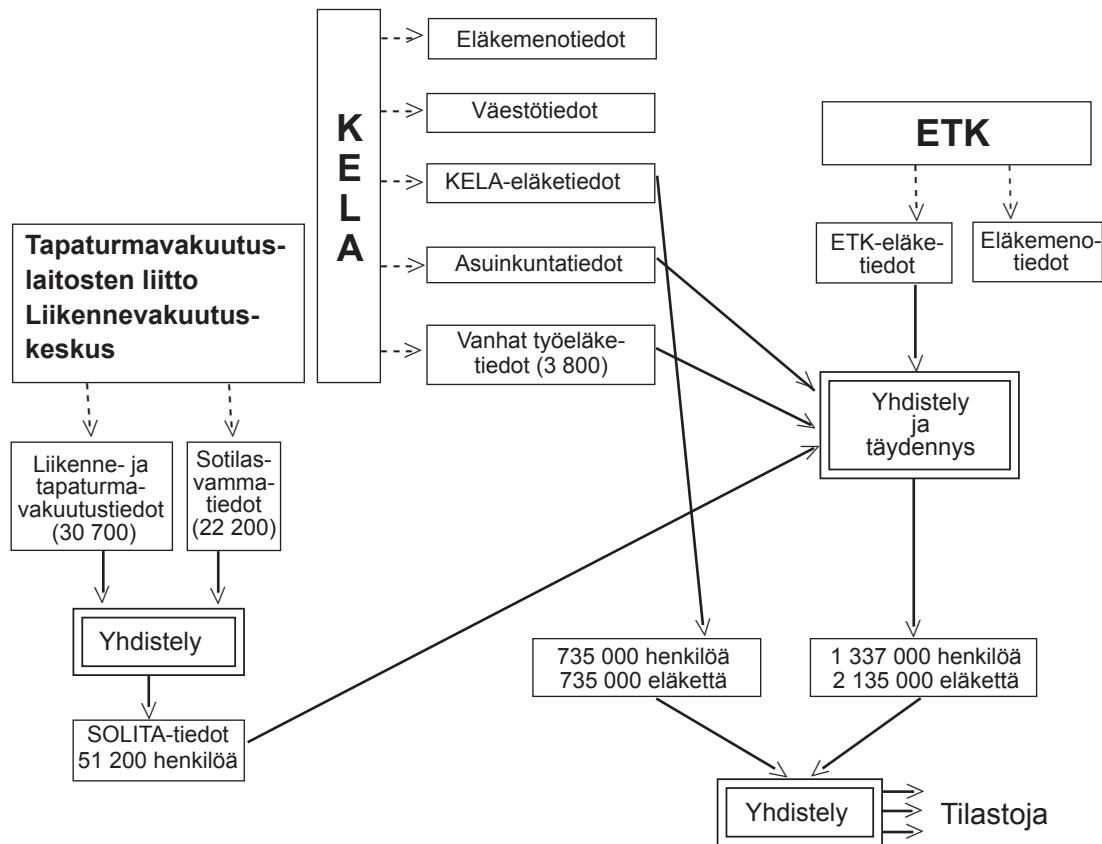 Eläkemenotiedot
Väestötiedot
KELA-eläketiedot
Asuinkuntatiedot
Vanhat työeläke-
tiedot (3 800)
K
E
L
A
ETK
ETK-eläke-
tiedot
Eläkemeno-
tiedot
Tapaturmavakuutus-
laitosten liitto
Liikennevakuutus-
keskus
Liikenne- ja
tapaturma-
vakuutustiedot
(30 700)
Sotilas-
vamma-
tiedot
(22 200)
Yhdistely
ja
täydennys
Yhdistely
SOLITA-tiedot
51 200 henkilöä
735 000 henkilöä
735 000 eläkettä
1 337 000 henkilöä
2 135 000 eläkettä
Yhdistely
Tilastoja